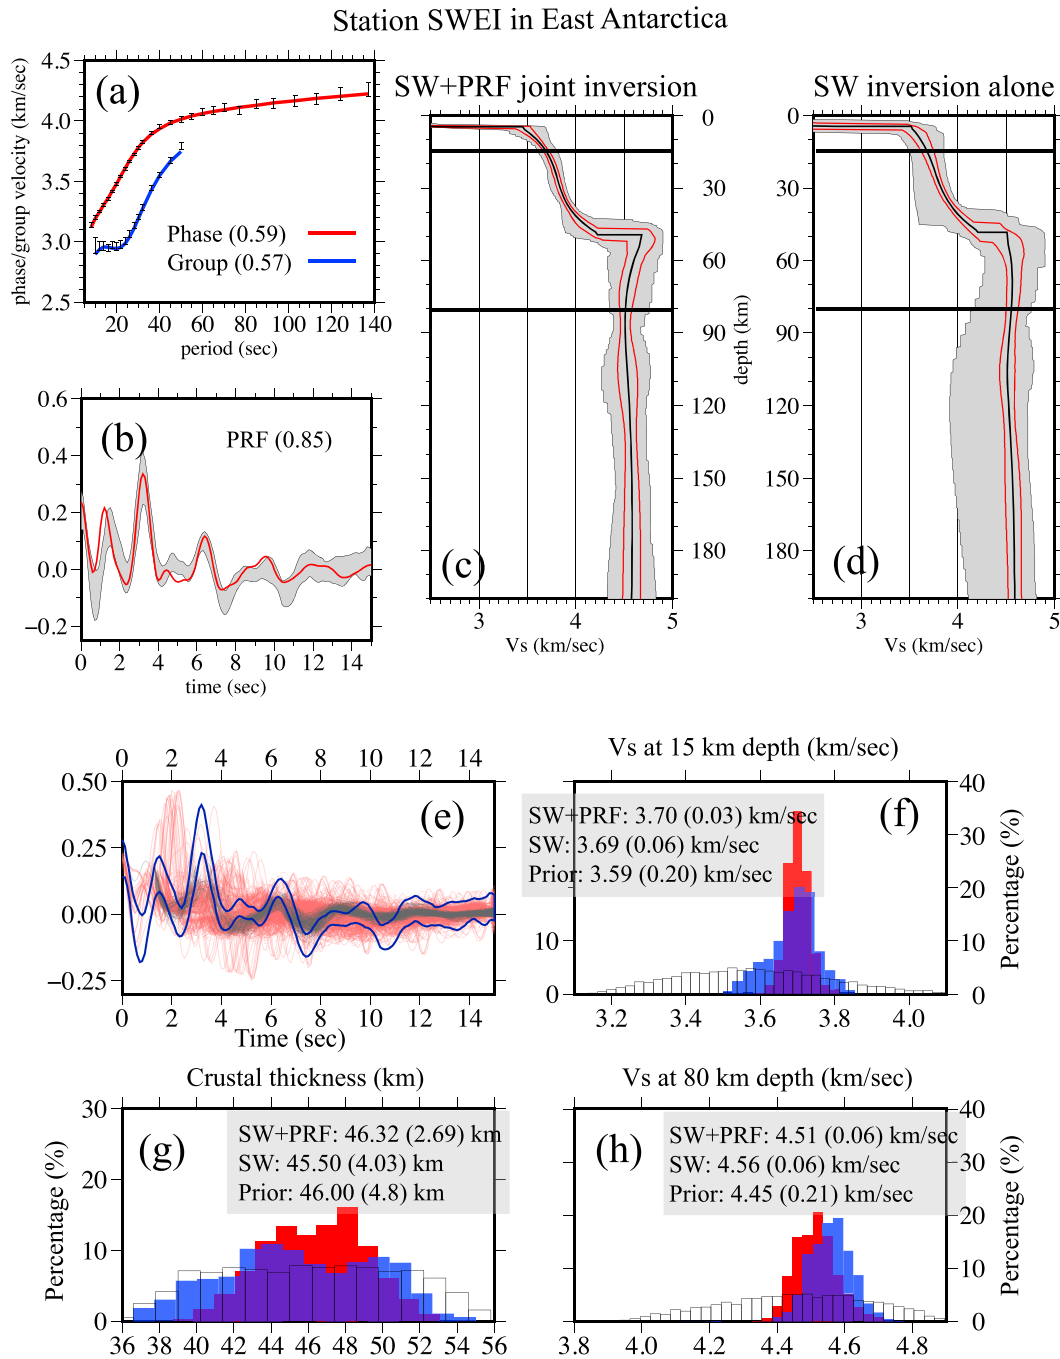 Station SWEI in East Antarctica
(a)
phase/group velocity (km/sec)
4.5
4.0
3.5
3.0
2.5
Phase (0.59)
Group (0.57)
20 40 60 80 100 120 140
period (sec)
SW+PRF joint inversion
SW inversion alone
0
30
60
90
120
150
180
depth (km)
0
30
60
90
120
150
180
(c)
(d)
3 4 5
Vs (km/sec)
3 4 5
Vs (km/sec)
0.6
0.4
0.2
0.0
−0.2
(b)
PRF (0.85)
0 2 4 6 8 10 12 14
time (sec)
0 2 4 6 8 10 12 14
0.50
0.25
0.00
−0.25
(e)
0 2 4 6 8 10 12 14
Time (sec)
Vs at 15 km depth (km/sec)
SW+PRF: 3.70 (0.03) km/sec
SW: 3.69 (0.06) km/sec
Prior: 3.59 (0.20) km/sec
(f)
10
0
40
30
20
10
0
Percentage (%)
3.2 3.4 3.6 3.8 4.0
Crustal thickness (km)
Percentage (%)
30
20
10
0
(g)
SW+PRF: 46.32 (2.69) km
SW: 45.50 (4.03) km
Prior: 46.00 (4.8) km
36 40 44 48 52 56
Vs at 80 km depth (km/sec)
(h)
SW+PRF: 4.51 (0.06) km/sec
SW: 4.56 (0.06) km/sec
Prior: 4.45 (0.21) km/sec
40
30
20
10
0
Percentage (%)
3.8 4.0 4.2 4.4 4.6 4.8